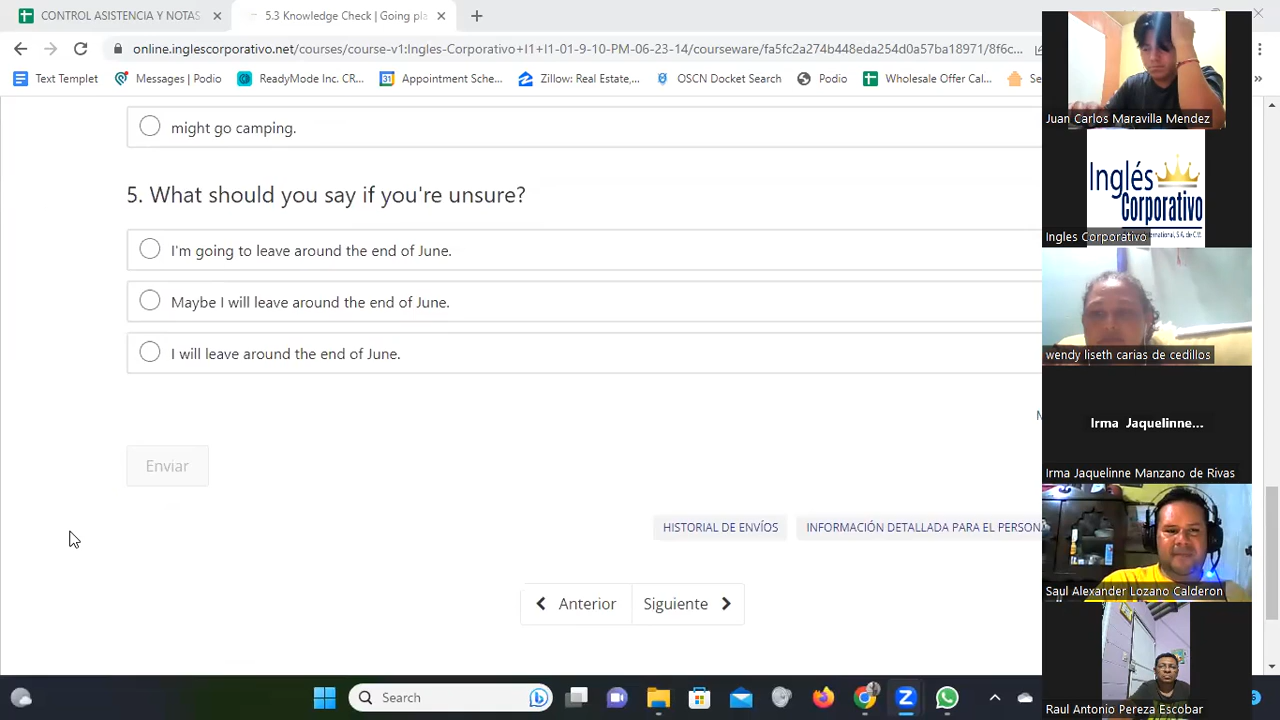 CONTROL ASISTENCIA Y NOTAS
5.3 Knowledge Check | Going pla
online.inglescorporativo.net/courses/course-v1:Ingles-Corporativo+I1+I1-01-9-10-PM-06-23-14/courseware/fa5fc2a274b448eda254d0a57ba18971/8f6c...
Text Templet
Messages | Podio
ReadyMode Inc. CR...
Appointment Sche...
Zillow: Real Estate,...
OSCN Docket Search
Podio
Wholesale Offer Cal...
might go camping.
5. What should you say if you're unsure?
I'm going to leave around the end of June.
Maybe I will leave around the end of June.
I will leave around the end of June.
Enviar
HISTORIAL DE ENVÍOS
INFORMACIÓN DETALLADA PARA EL PERSON
Anterior
Siguiente
Search
Juan Carlos Maravilla Mendez
Inglés
Corporativo
Ingles Corporativo
wendy liseth carias de cedillos
Irma Jaquelinne...
Irma Jaquelinne Manzano de Rivas
Saul Alexander Lozano Calderon
Raul Antonio Pereza Escobar